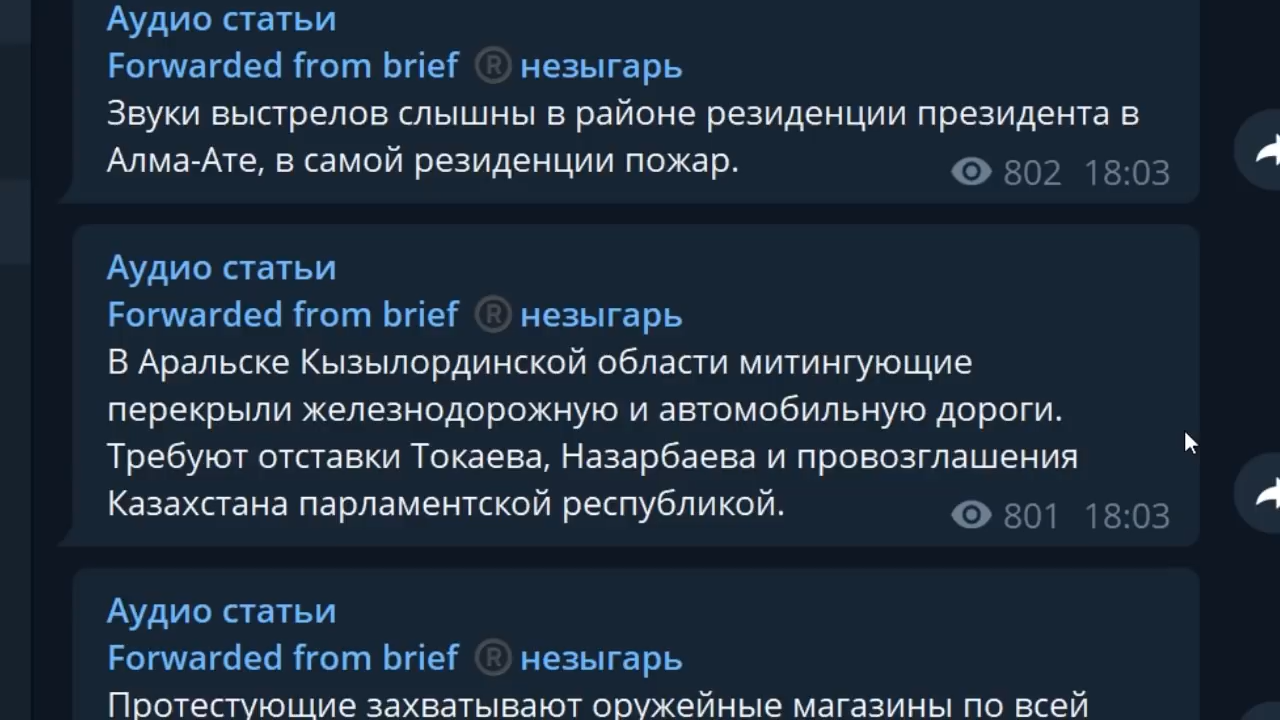 Аудио статьи
Forwarded from brief ® незыгарь
Звуки выстрелов слышны в районе резиденции президента в
Алма-Ате, в самой резиденции пожар.
802 18:03
Аудио статьи
Forwarded from brief ® незыгарь
В Аральске Кызылординской области митингующие
перекрыли железнодорожную и автомобильную дороги.
Требуют отставки Токаева, Назарбаева и провозглашения
Казахстана парламентской республикой.
801 18:03
Аудио статьи
Forwarded from brief ® незыгарь
Протестующие захватывают оружейные магазины по всей